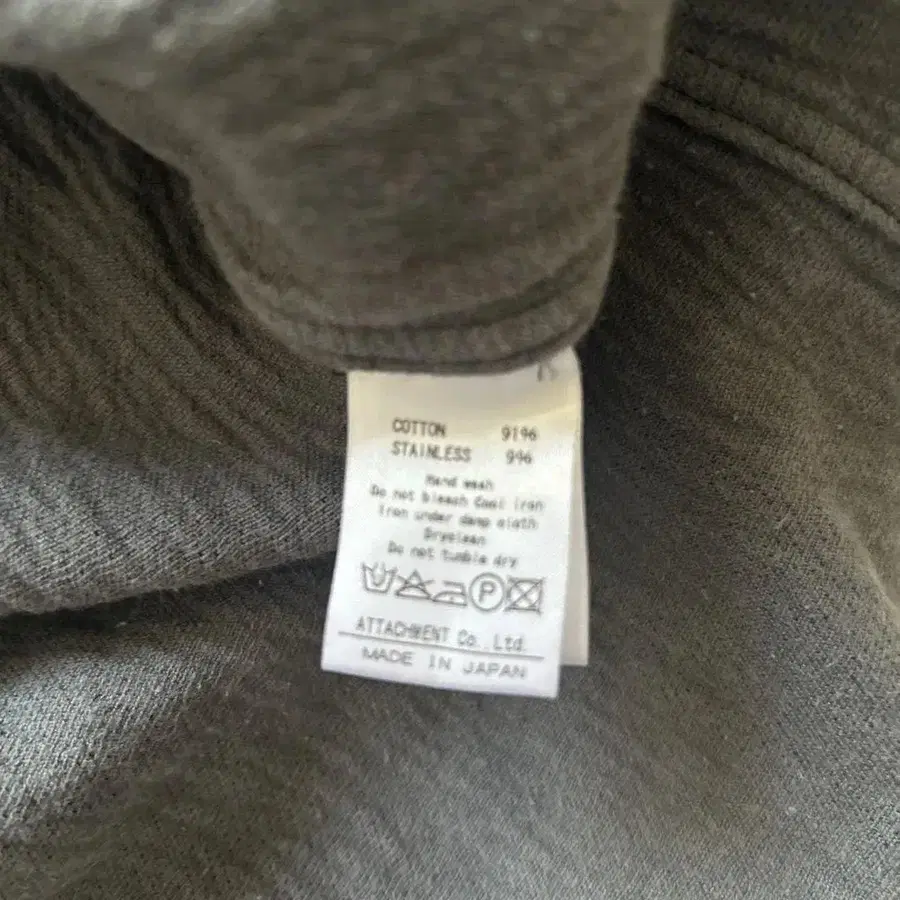 COTTON 91%
STAINLESS 9%
Hand wash
Do not bleach Cool iron
Iron under damp cloth
Dryclean
Do not tumble dry
P
ATTACHMENT Co., Ltd.
MADE IN JAPAN